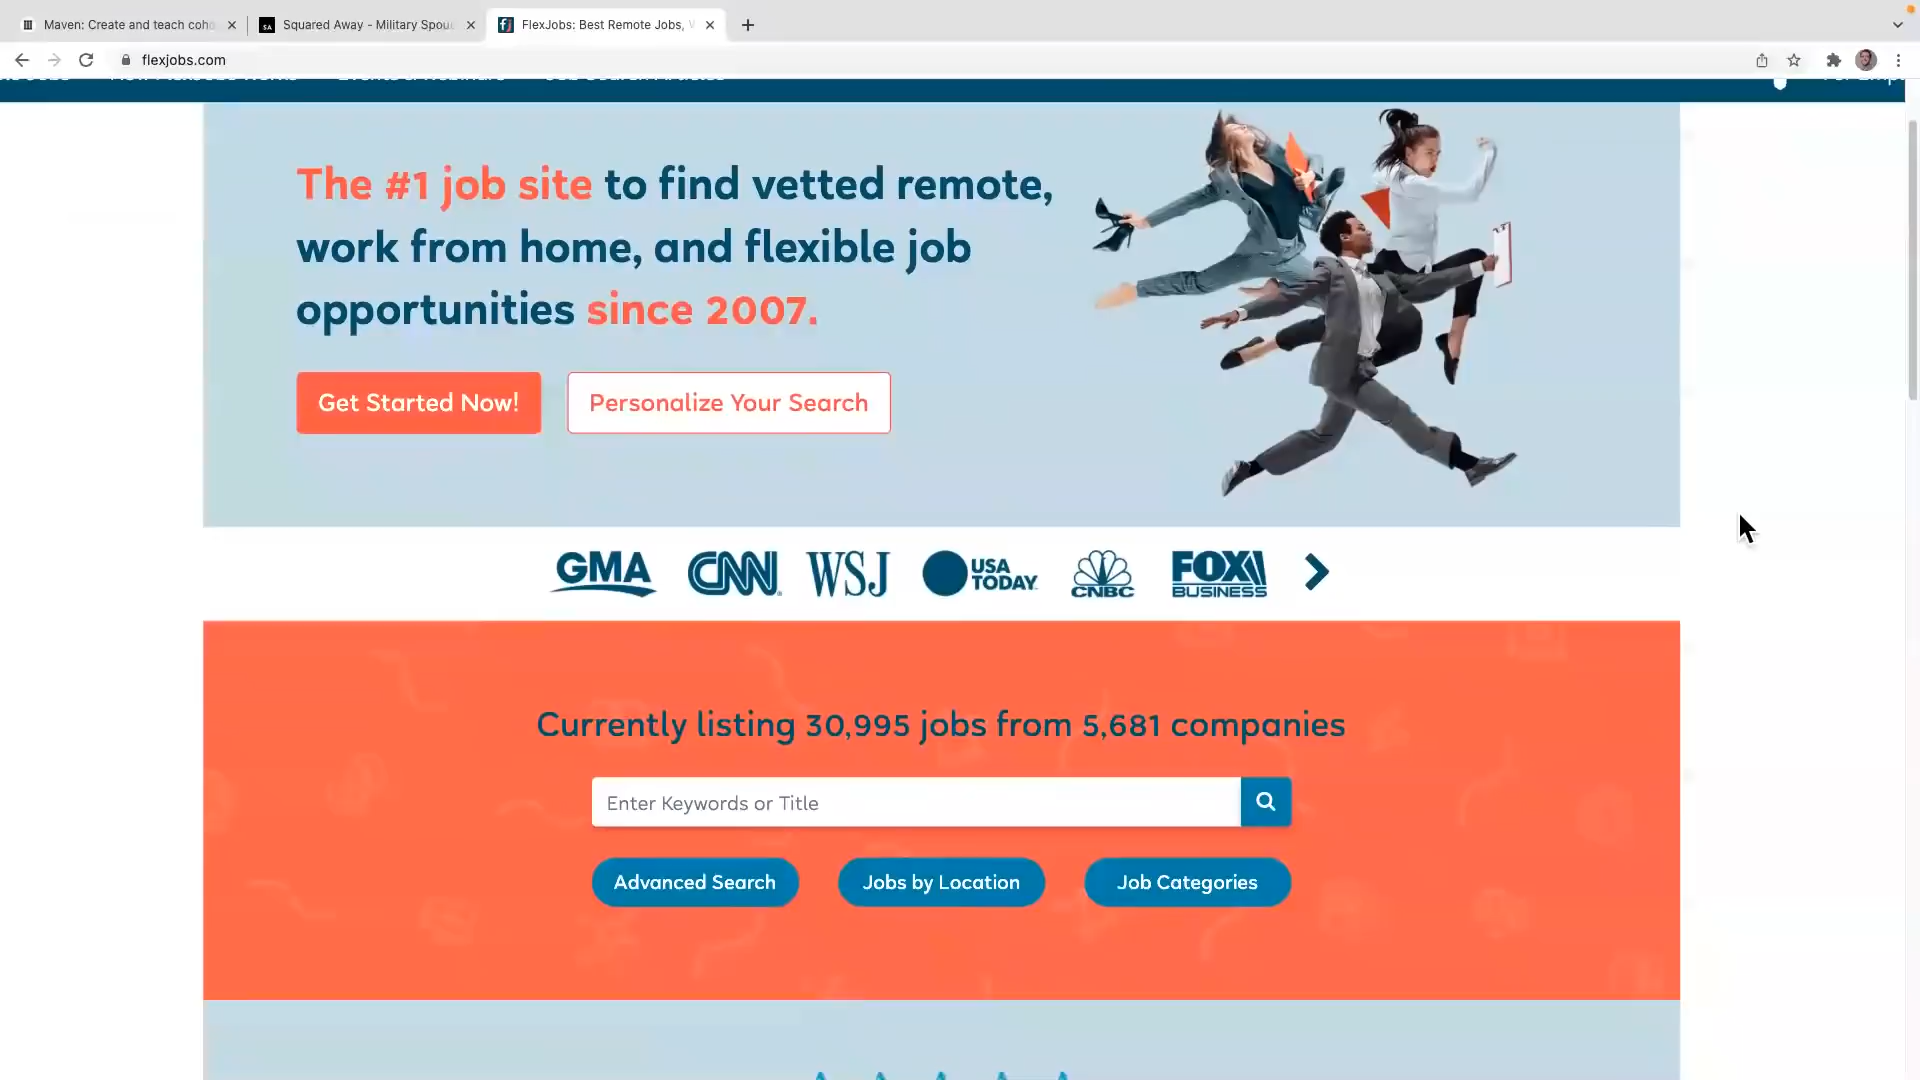 Maven: Create and teach coho
Squared Away - Military Spou
FlexJobs: Best Remote Jobs,
flexjobs.com
The #1 job site to find vetted remote,
work from home, and flexible job
opportunities since 2007.
Get Started Now!
Personalize Your Search
GMA
CNN
WSJ
USA
TODAY
CNBC
FOX
BUSINESS
Currently listing 30,995 jobs from 5,681 companies
Enter Keywords or Title
Advanced Search
Jobs by Location
Job Categories